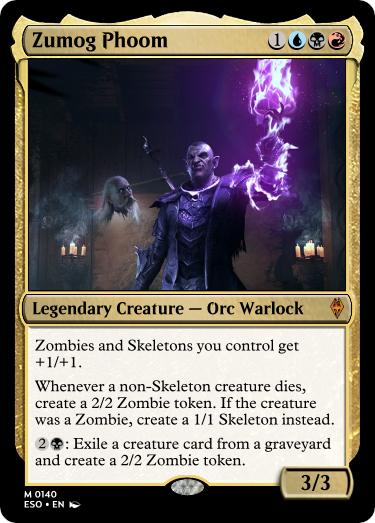 Zumog Phoom 1
Legendary Creature — Orc Warlock
Zombies and Skeletons you control get
+1/+1.
Whenever a non-Skeleton creature dies,
create a 2/2 Zombie token. If the creature
was a Zombie, create a 1/1 Skeleton instead.
2: Exile a creature card from a graveyard
and create a 2/2 Zombie token.
3/3
M 0140
ESO • EN